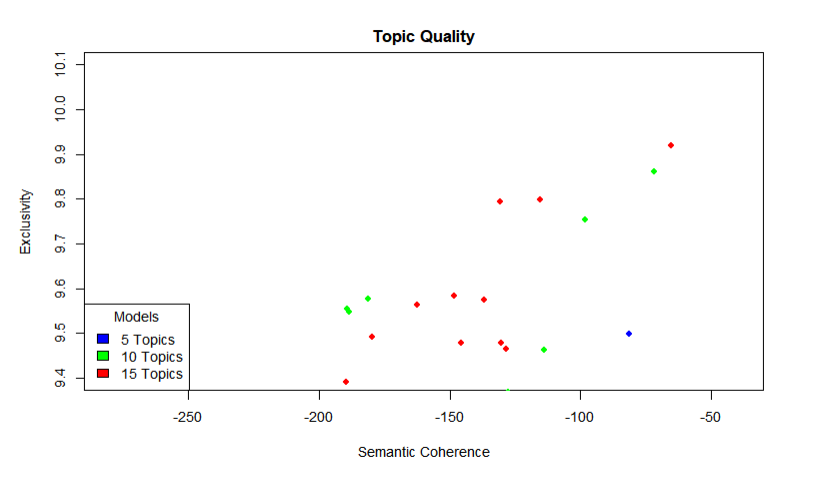 Topic Quality
10.1
10.0
9.9
9.8
9.7
9.6
9.5
9.4
Exclusivity
Models
5 Topics
10 Topics
15 Topics
-250 -200 -150 -100 -50
Semantic Coherence